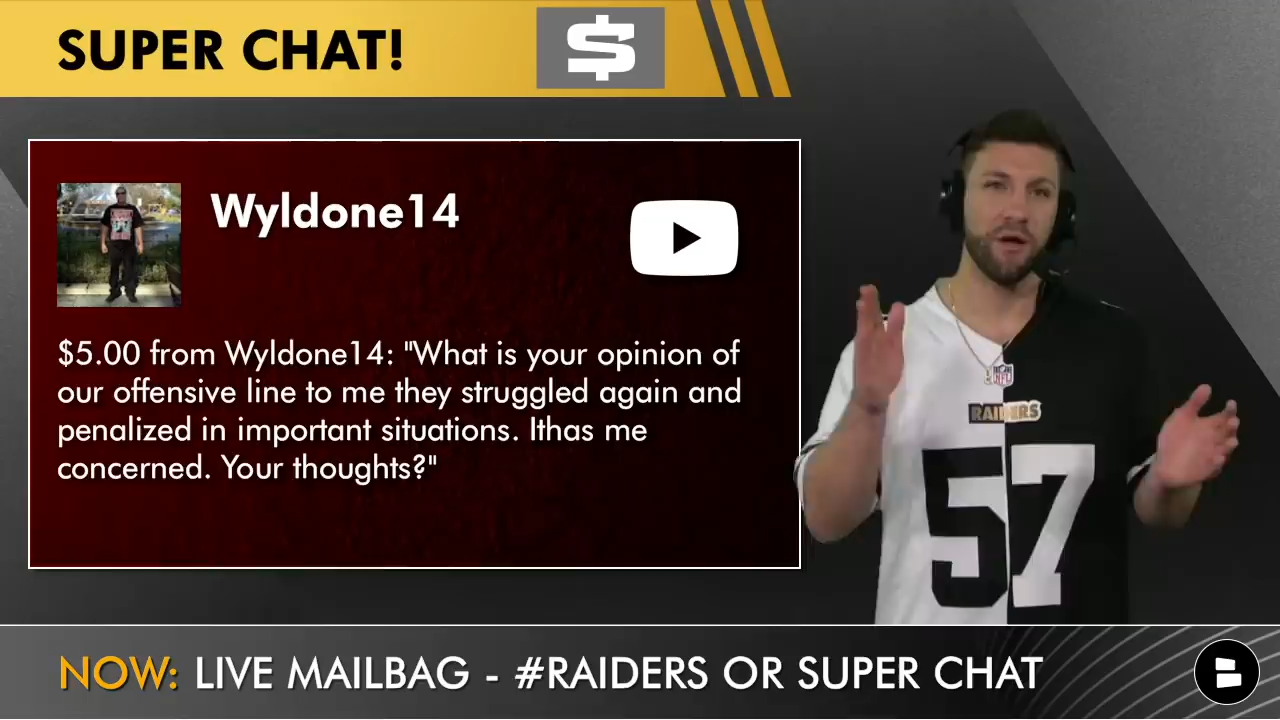 SUPER CHAT!
$
Wyldone14
$5.00 from Wyldone14: "What is your opinion of
our offensive line to me they struggled again and
penalized in important situations. Ithas me
concerned. Your thoughts?"
NFL
RAIDERS
57
NOW: LIVE MAILBAG - #RAIDERS OR SUPER CHAT